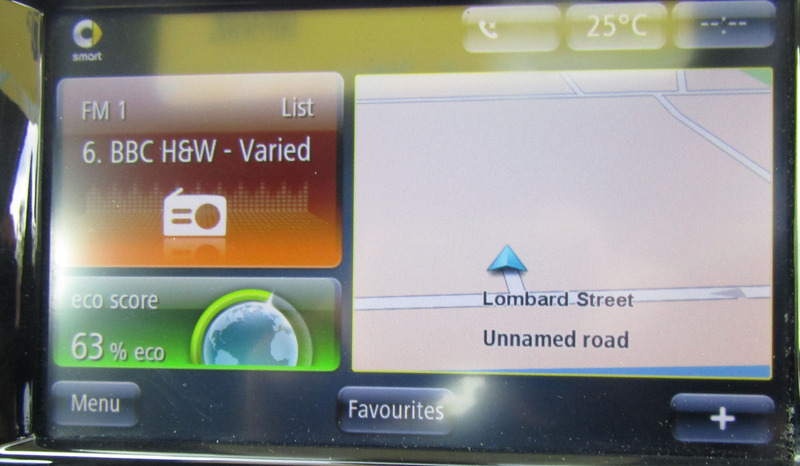 smart
25°C
--:--
FM 1 List
6. BBC H&W - Varied
eco score
63 % eco
Lombard Street
Unnamed road
Menu
Favourites
+